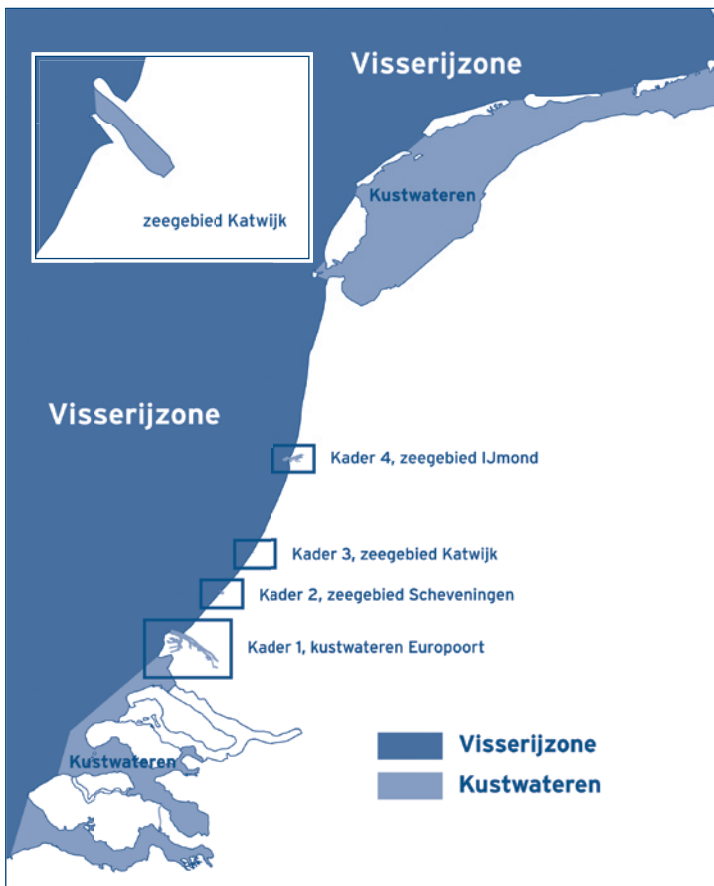 Visserijzone
zeegebied Katwijk
Kustwateren
Visserijzone
Kader 4, zeegebied IJmond
Kader 3, zeegebied Katwijk
Kader 2, zeegebied Scheveningen
Kader 1, kustwateren Europoort
Kustwateren
Visserijzone
Kustwateren